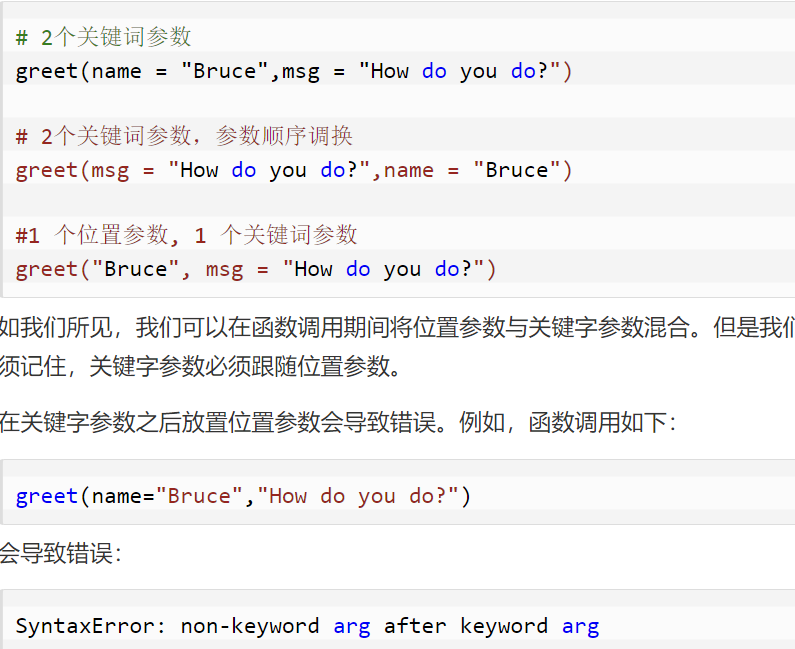 # 2个关键词参数
greet(name = "Bruce",msg = "How do you do?")
# 2个关键词参数，参数顺序调换
greet(msg = "How do you do?",name = "Bruce")
#1 个位置参数, 1 个关键词参数
greet("Bruce", msg = "How do you do?")
如我们所见，我们可以在函数调用期间将位置参数与关键字参数混合。但是我们
须记住，关键字参数必须跟随位置参数。
在关键字参数之后放置位置参数会导致错误。例如，函数调用如下：
greet(name="Bruce","How do you do?")
会导致错误：
SyntaxError: non-keyword arg after keyword arg